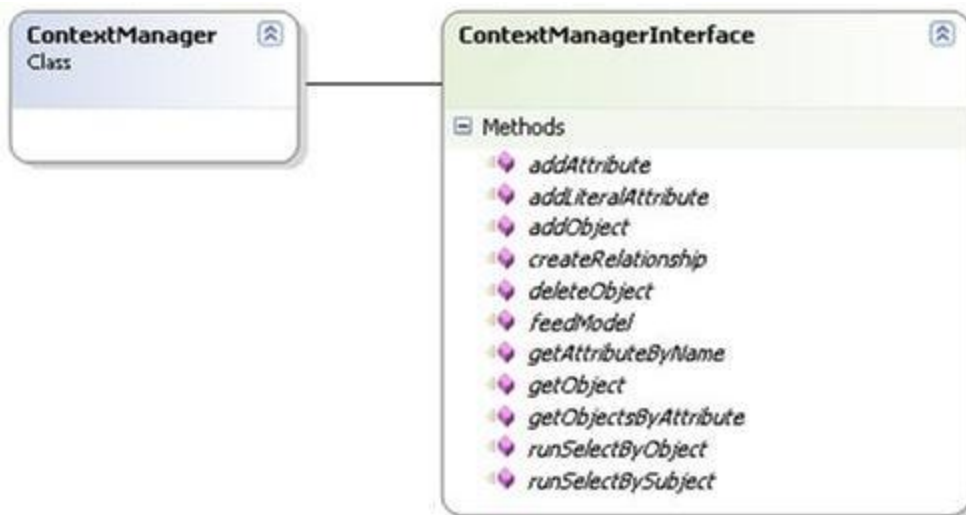 ContextManager
Class
ContextManagerInterface
Methods
addAttribute
addLiteralAttribute
addObject
createRelationship
deleteObject
feedModel
getAttributeByName
getObject
getObjectsByAttribute
runSelectByObject
runSelectBySubject